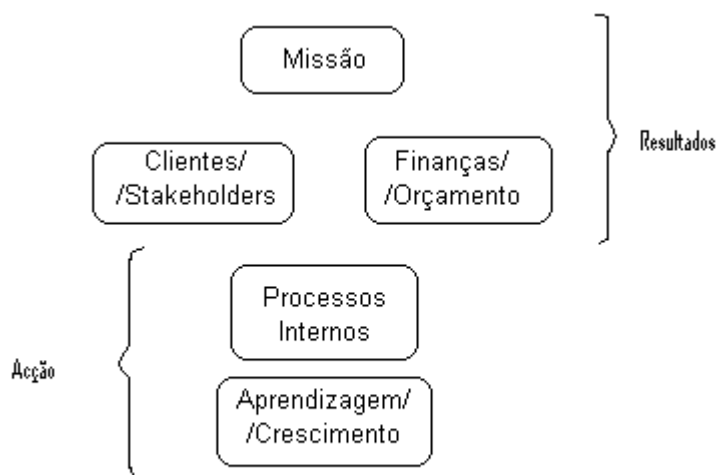 Missão
Resultados
Clientes/
/Stakeholders
Finanças/
/Orçamento
Processos
Internos
Acção
Aprendizagem/
/Crescimento